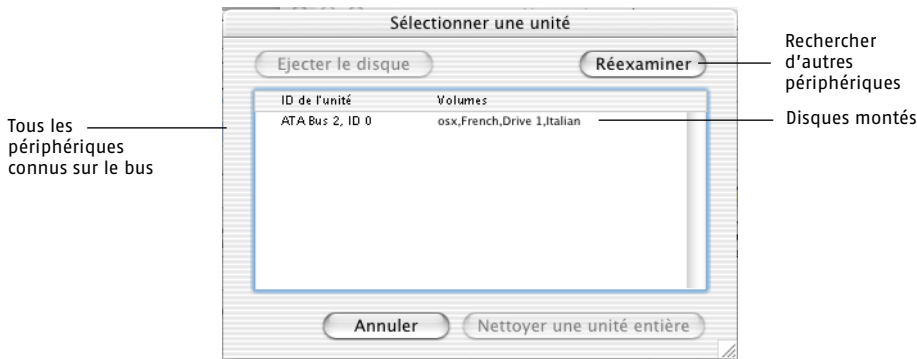 Sélectionner une unité
Ejecter le disque
Réexaminer
Rechercher
d'autres
périphériques
ID de l'unité Volumes
ATA Bus 2, ID 0 osx,French,Drive 1,Italian
Disques montés
Tous les
périphériques
connus sur le bus
Annuler
Nettoyer une unité entière